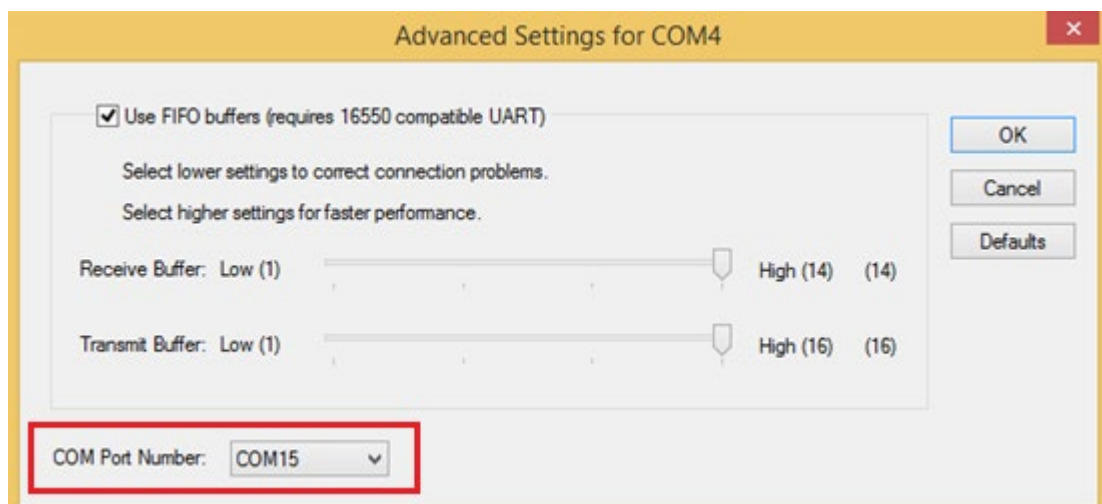 Advanced Settings for COM4
Use FIFO buffers (requires 16550 compatible UART)
OK
Select lower settings to correct connection problems.
Cancel
Select higher settings for faster performance.
Defaults
Receive Buffer: Low (1) High (14) (14)
Transmit Buffer: Low (1) High (16) (16)
COM Port Number: COM15